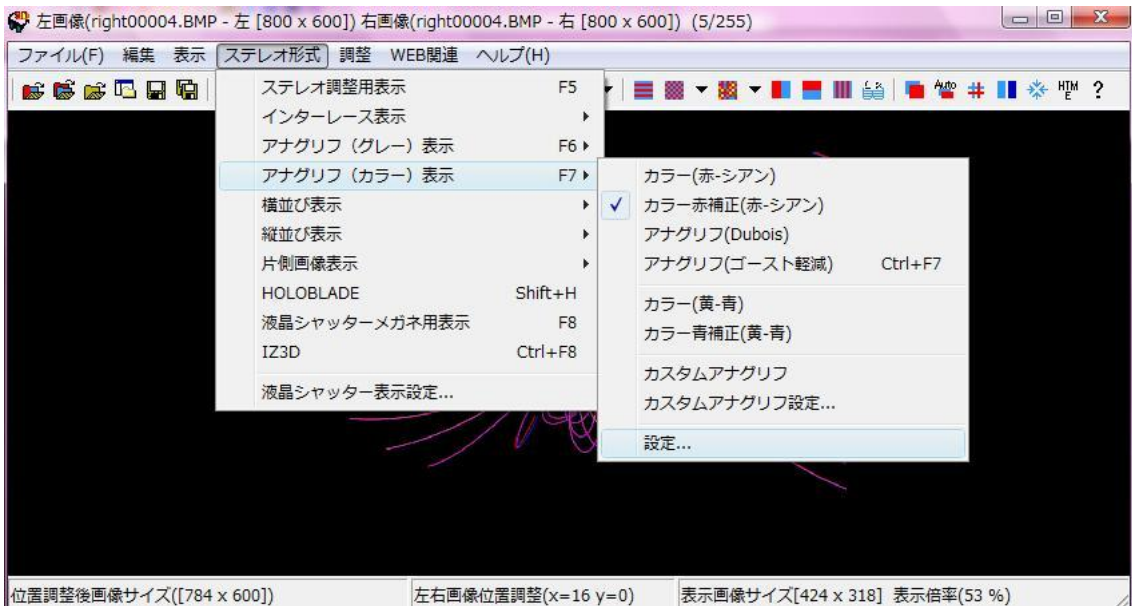 左画像(right00004.BMP - 左 [800 x 600]) 右画像(right00004.BMP - 右 [800 x 600]) (5/255)
ファイル(F) 編集 表示 ステレオ形式 調整 WEB関連 ヘルプ(H)
Auto HTM E ?
ステレオ調整用表示 F5
インターレース表示
アナグリフ (グレー) 表示 F6
アナグリフ (カラー) 表示 F7
横並び表示
縦並び表示
片側画像表示
HOLOBLADE Shift+H
液晶シャッターメガネ用表示 F8
IZ3D Ctrl+F8
液晶シャッター表示設定...
カラー(赤-シアン)
カラー赤補正(赤-シアン)
アナグリフ(Dubois)
アナグリフ(ゴースト軽減) Ctrl+F7
カラー(黄-青)
カラー青補正(黄-青)
カスタムアナグリフ
カスタムアナグリフ設定...
設定...
位置調整後画像サイズ([784 x 600]) 左右画像位置調整(x=16 y=0) 表示画像サイズ[424 x 318] 表示倍率(53 %)